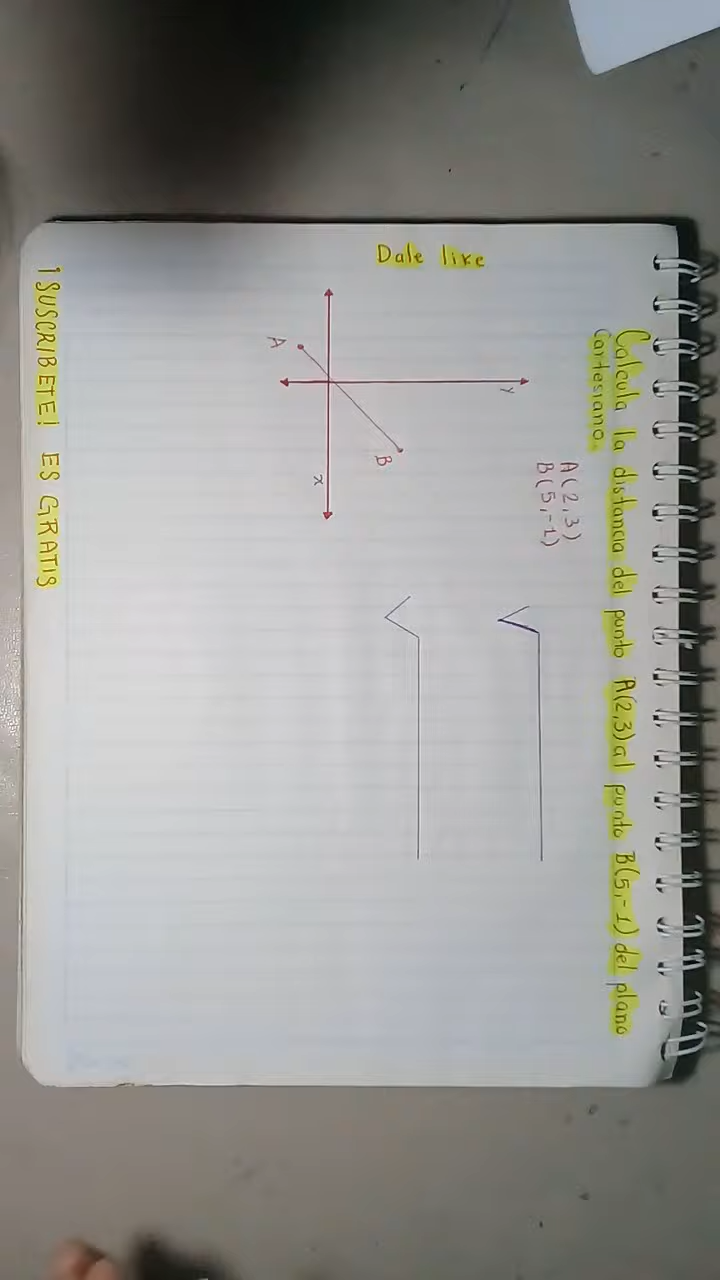 Calcula la distancia del punto A(2,3) al punto B(5,-1) del plano
cartesiano.
A(2,3)
B(5,-1)
Dale like
y
B
x
A
¡SUSCRIBETE! ES GRATIS